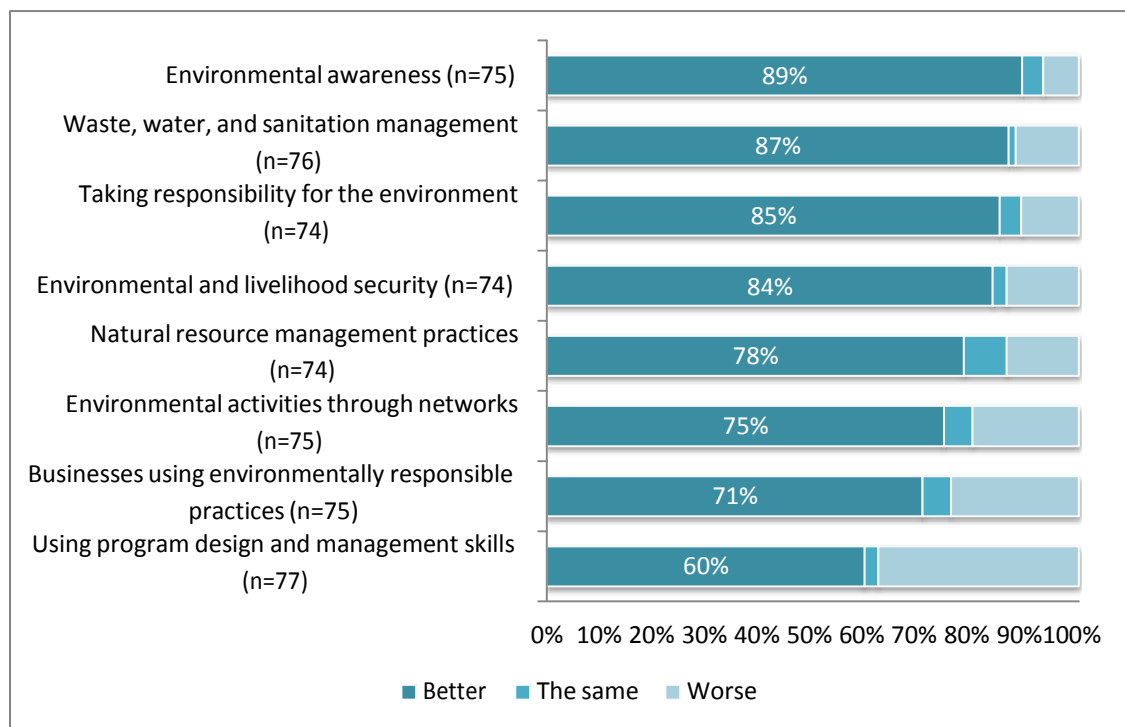 Environmental awareness (n=75)
89%
Waste, water, and sanitation management
(n=76)
87%
Taking responsibility for the environment
(n=74)
85%
Environmental and livelihood security (n=74)
84%
Natural resource management practices
(n=74)
78%
Environmental activities through networks
(n=75)
75%
Businesses using environmentally responsible
practices (n=75)
71%
Using program design and management skills
(n=77)
60%
0% 10% 20% 30% 40% 50% 60% 70% 80% 90% 100%
Better The same Worse